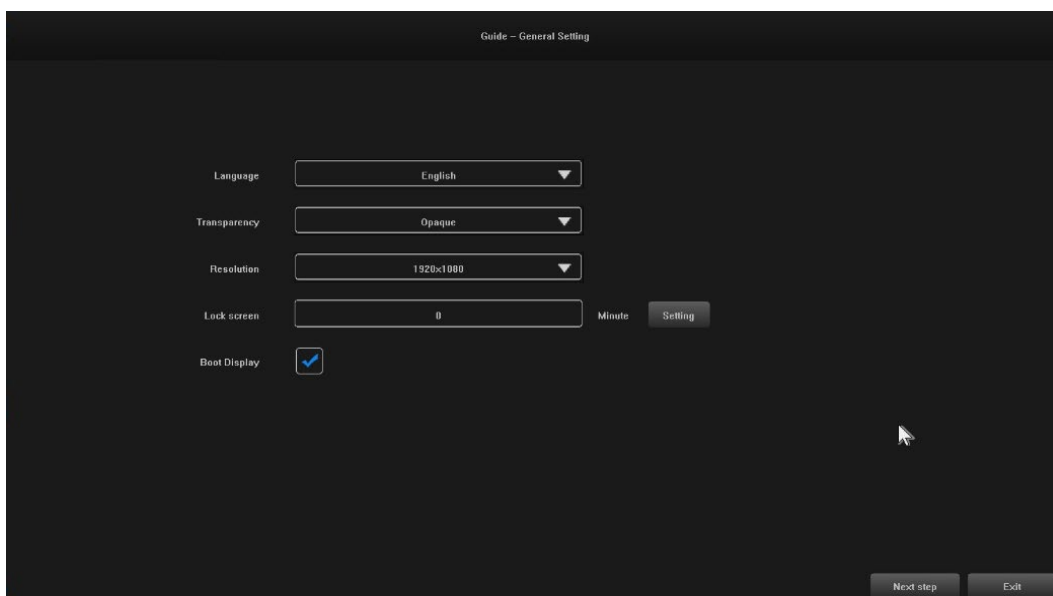 Guide – General Setting
Language English
Transparency Opaque
Resolution 1920x1080
Lock screen 0 Minute Setting
Boot Display
Next step Exit